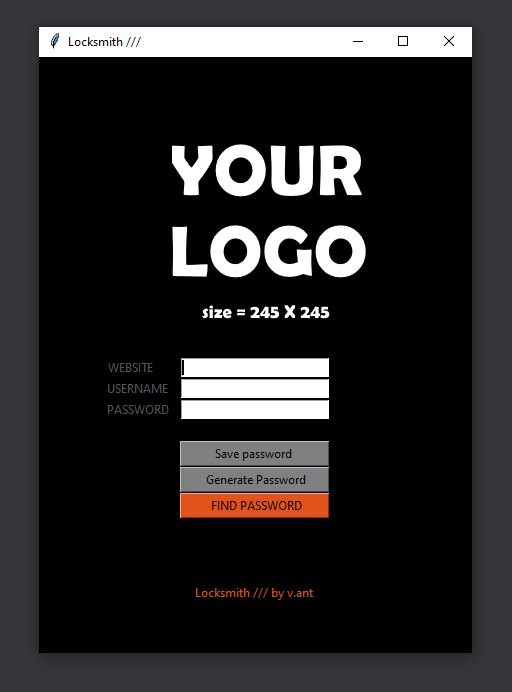 Locksmith ///
YOUR
LOGO
size = 245 X 245
WEBSITE
USERNAME
PASSWORD
Save password
Generate Password
FIND PASSWORD
Locksmith /// by v.ant